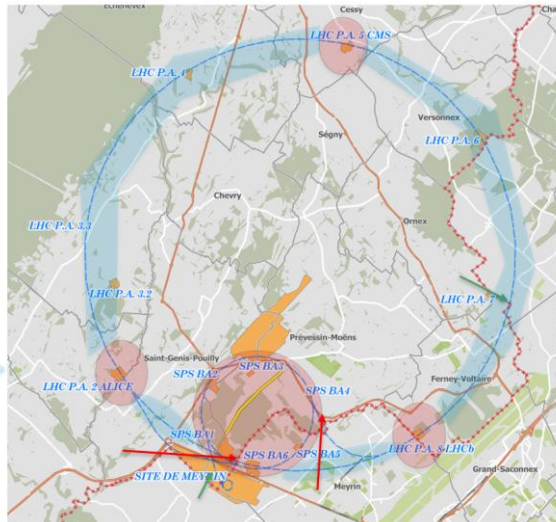 Echenevex
Cessy
LHC P.A. 5 CMS
LHC P.A. 4
Versonnex
LHC P.A. 6
Ségny
Chevry
LHC P.A. 3.3
Ornex
LHC P.A. 3.2
LHC P.A. 7
Prévessin-Moëns
Saint-Genis-Pouilly
SPS BA3
SPS BA2
LHC P.A. 2 ALICE
SPS BA4
Ferney-Voltaire
SPS BA1
LHC P.A. 8 LHCb
SPS BA6
SPS BA5
Grand-Saconnex
SITE DE MEYRIN
Meyrin